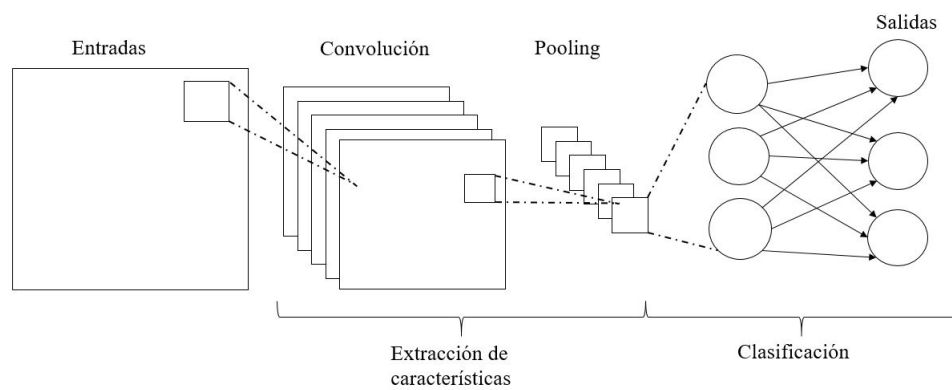 Salidas
Entradas
Convolución
Pooling
Extracción de
características
Clasificación